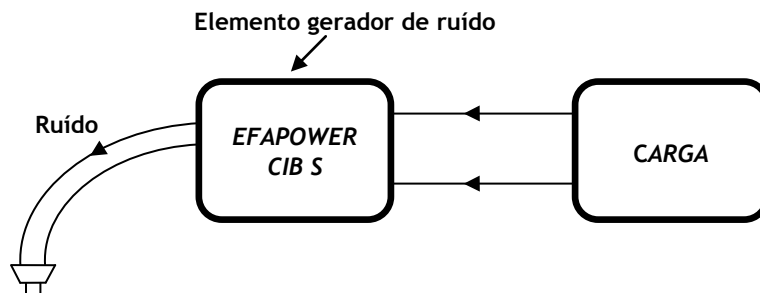 Elemento gerador de ruído
Ruído
EFAPOWER
CIB S
CARGA